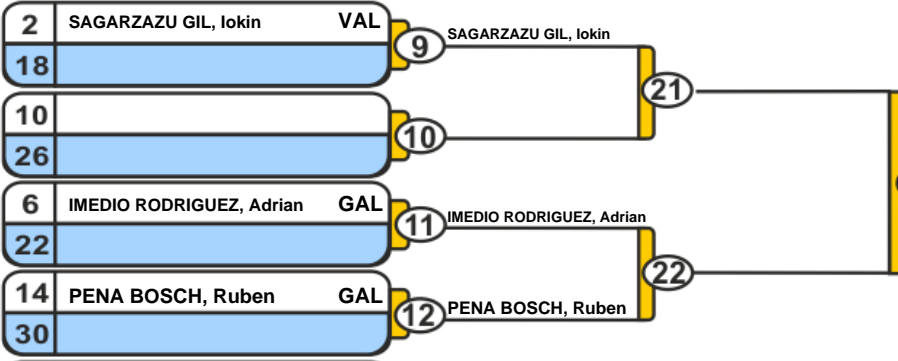 2 SAGARZAZU GIL, Iokin VAL
18
9 SAGARZAZU GIL, Iokin
21
10
26
10
6 IMEDIO RODRIGUEZ, Adrian GAL
22
11 IMEDIO RODRIGUEZ, Adrian
22
14 PENA BOSCH, Ruben GAL
30
12 PENA BOSCH, Ruben